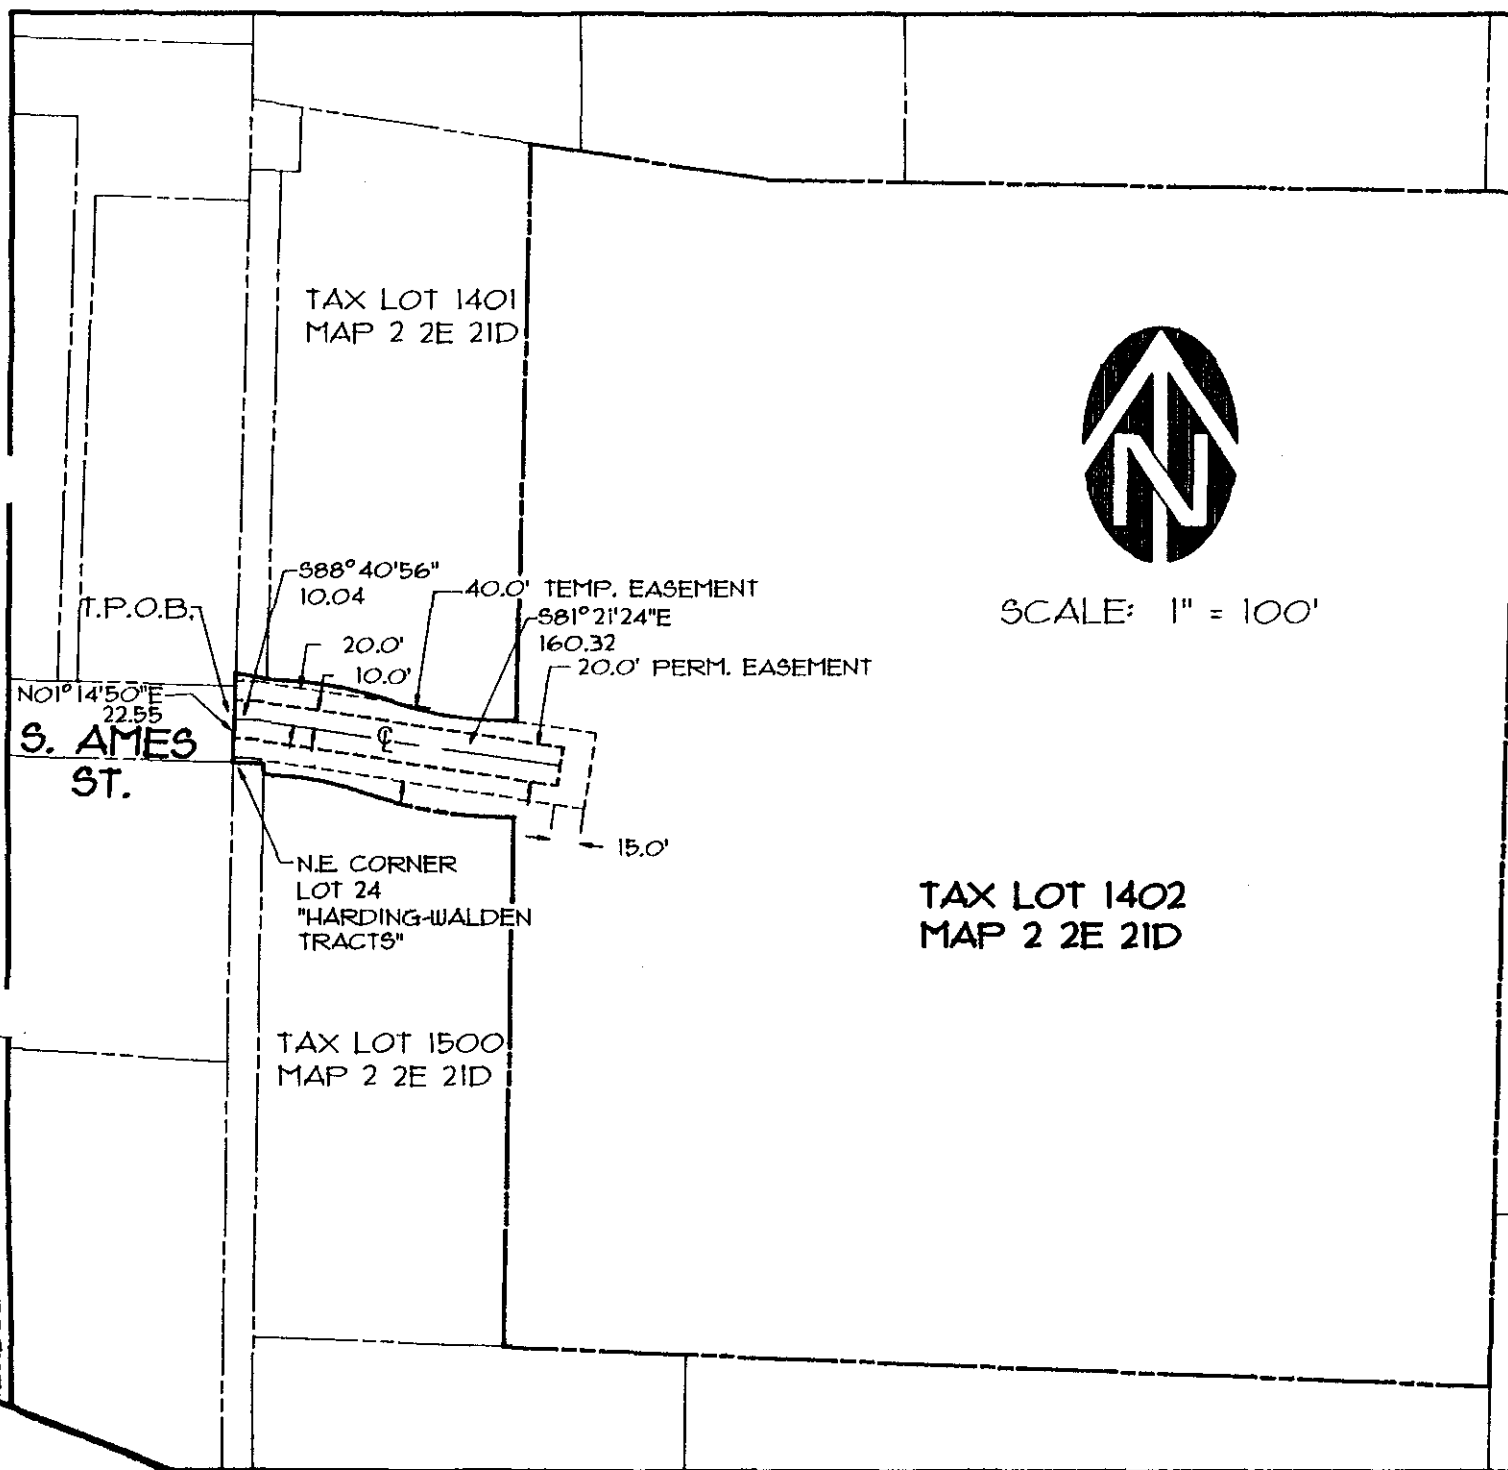 TAX LOT 1401
MAP 2 2E 21D
N
SCALE: 1" = 100'
S88°40'56"
10.04
40.0' TEMP. EASEMENT
S81°21'24"E
160.32
20.0' PERM. EASEMENT
T.P.O.B.
20.0'
10.0'
N01°14'50"E
22.55
S. AMES
ST.
℄
15.0'
N.E. CORNER
LOT 24
"HARDING-WALDEN
TRACTS"
TAX LOT 1402
MAP 2 2E 21D
TAX LOT 1500
MAP 2 2E 21D